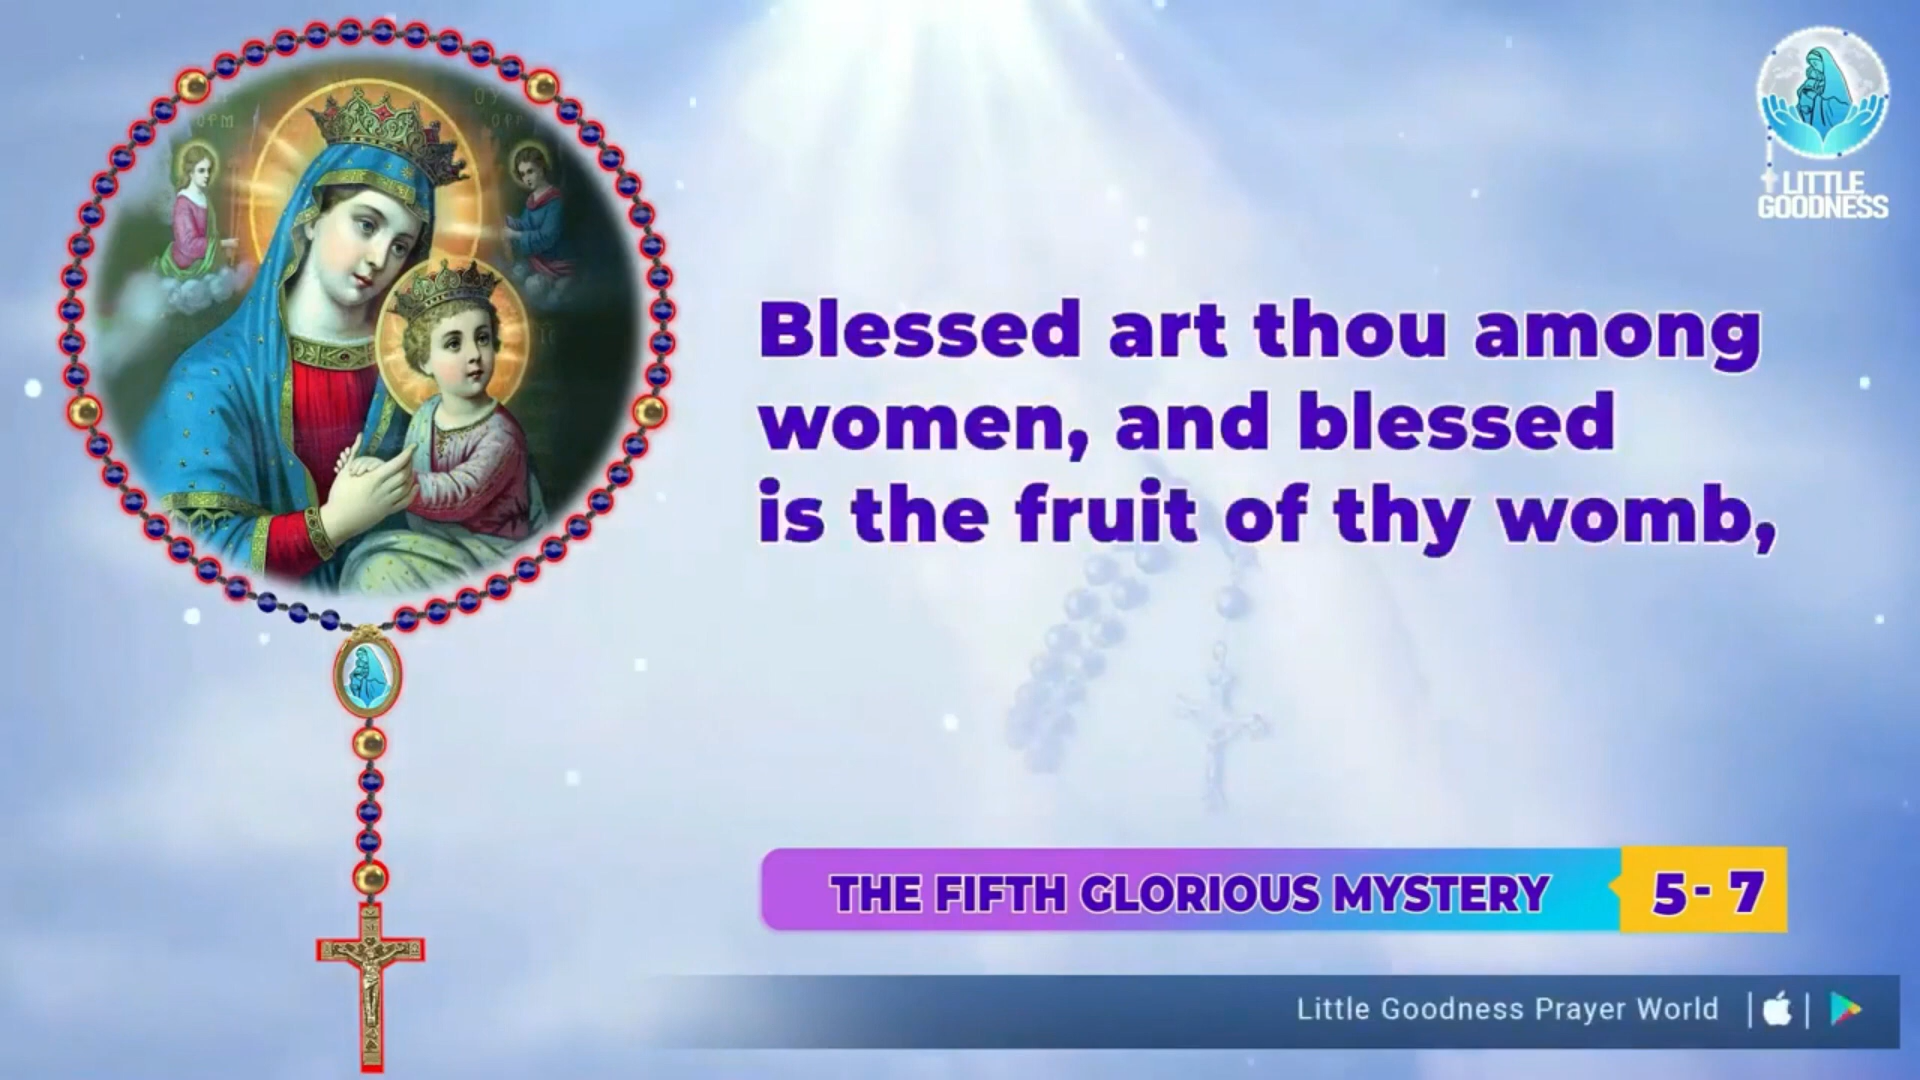 LITTLE
GOODNESS
Blessed art thou among
women, and blessed
is the fruit of thy womb,
THE FIFTH GLORIOUS MYSTERY
5- 7
Little Goodness Prayer World